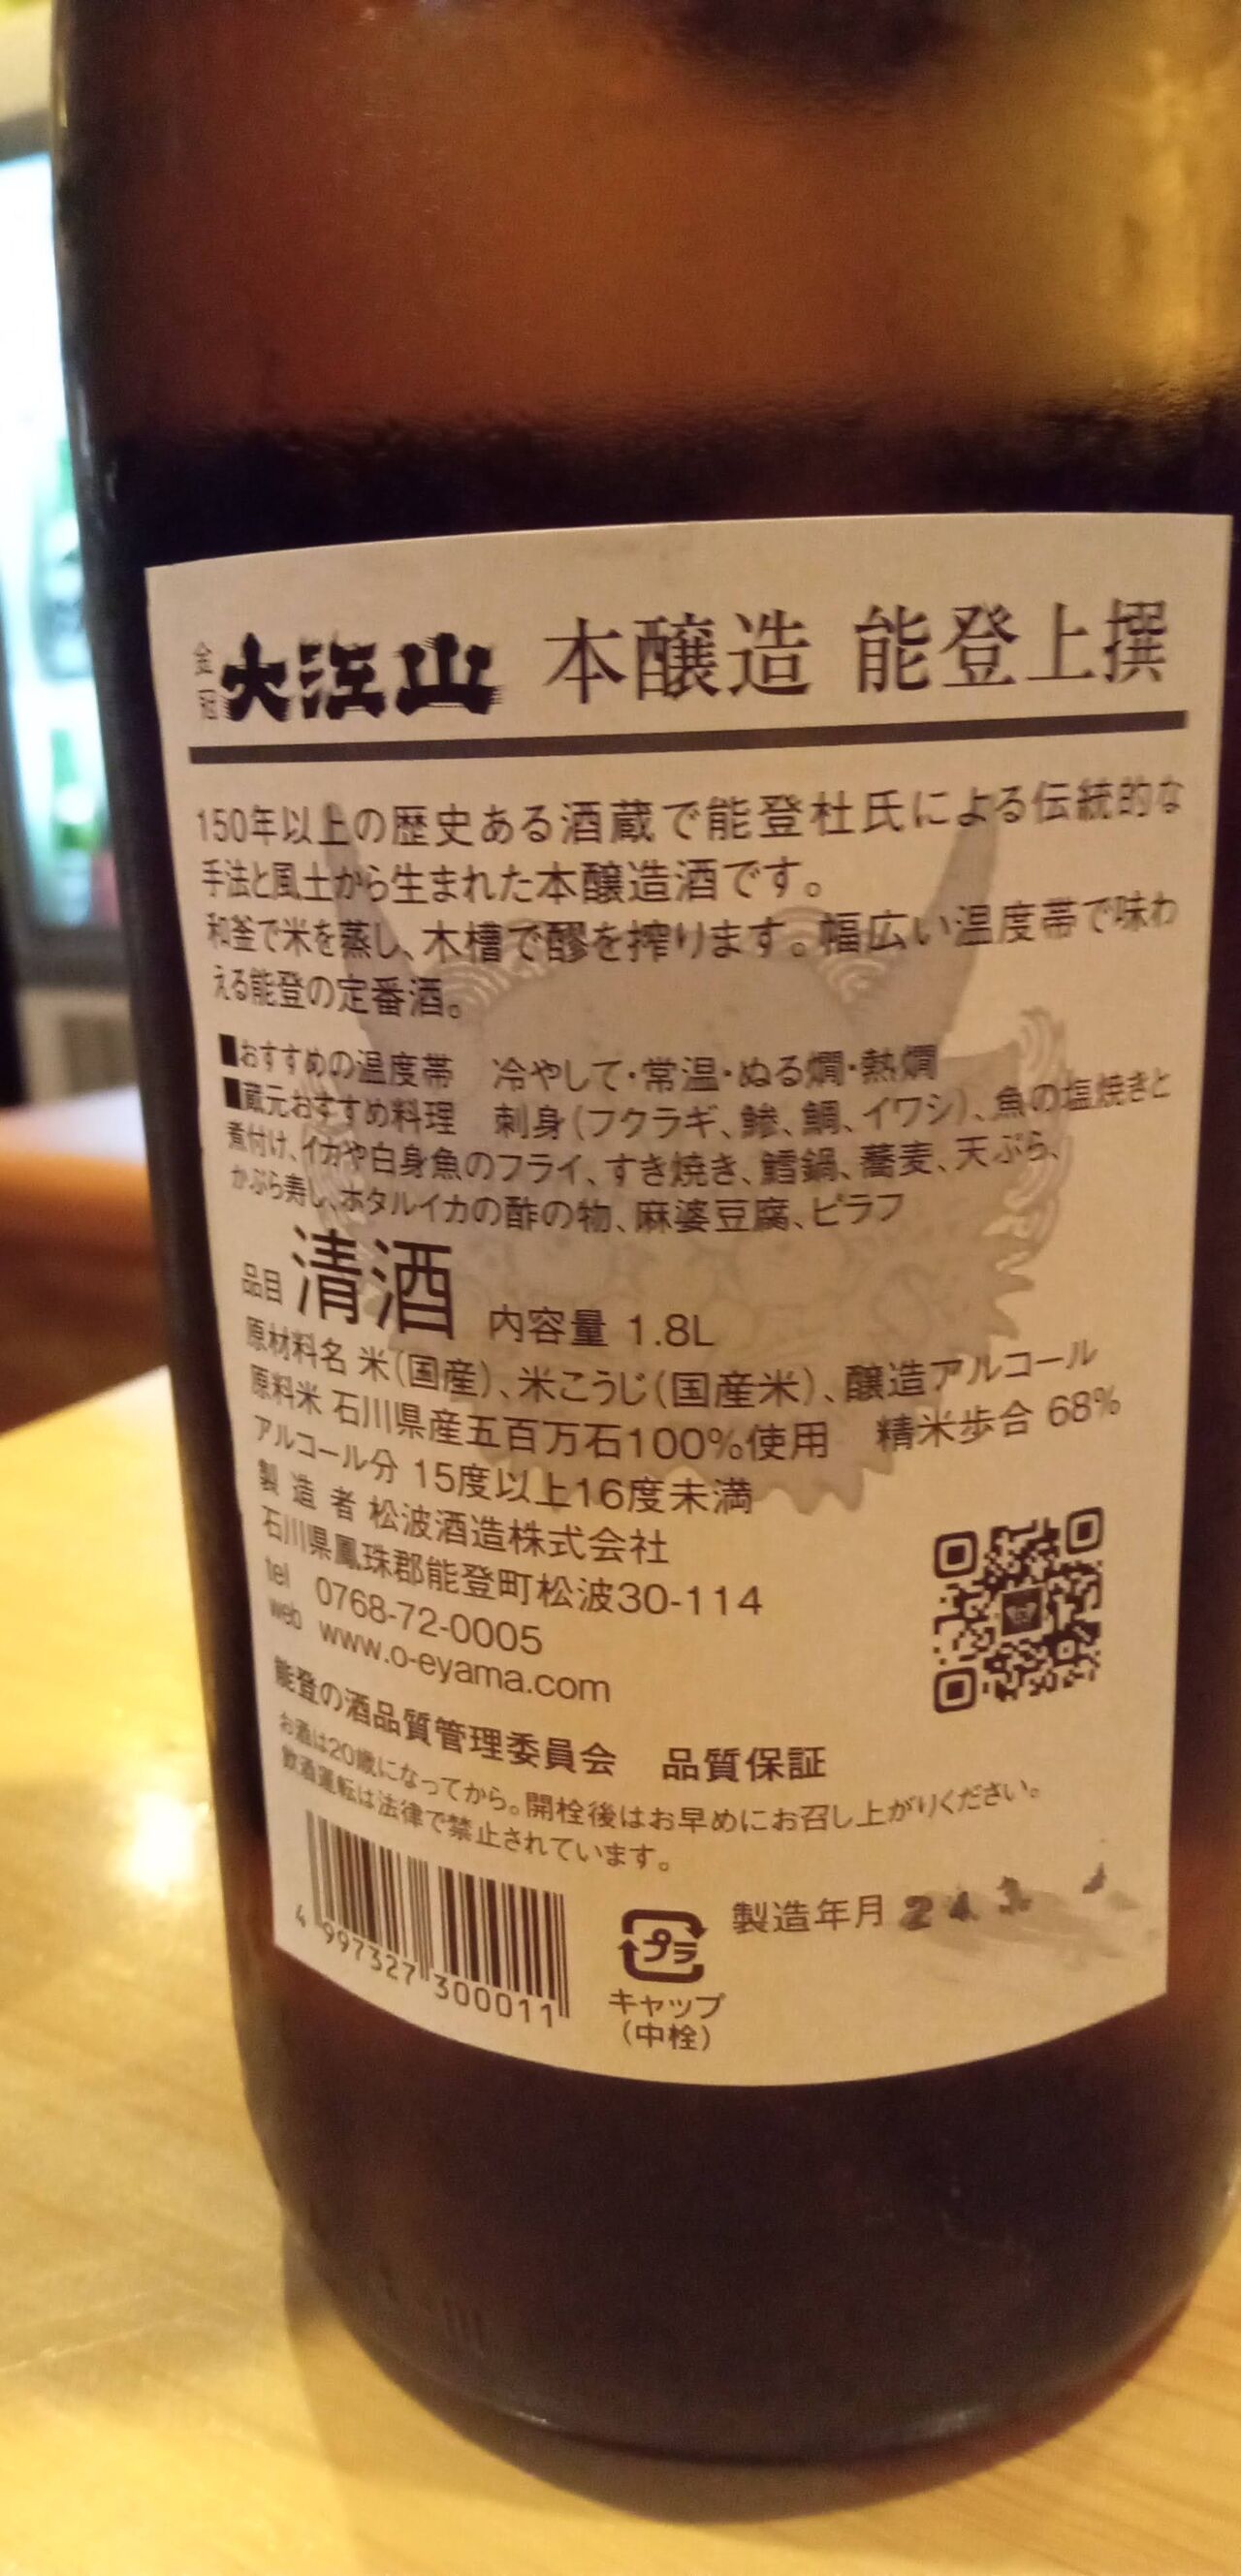 金冠 大江山 本醸造 能登上撰
150年以上の歴史ある酒蔵で能登杜氏による伝統的な
手法と風土から生まれた本醸造酒です。
和釜で米を蒸し、木槽で醪を搾ります。幅広い温度帯で味わ
える能登の定番酒。
■おすすめの温度帯 冷やして・常温・ぬる燗・熱燗
■蔵元おすすめ料理 刺身(フクラギ、鯵、鯛、イワシ)、魚の塩焼きと
煮付け、イカや白身魚のフライ、すき焼き、鱈鍋、蕎麦、天ぷら、
かぶら寿し、ホタルイカの酢の物、麻婆豆腐、ピラフ
品目 清酒 内容量 1.8L
原材料名 米(国産)、米こうじ(国産米)、醸造アルコール
原料米 石川県産五百万石100%使用 精米歩合 68%
アルコール分 15度以上16度未満
製造者 松波酒造株式会社
石川県鳳珠郡能登町松波30-114
tel 0768-72-0005
web www.o-eyama.com
能登の酒品質管理委員会 品質保証
お酒は20歳になってから。開栓後はお早めにお召し上がりください。
飲酒運転は法律で禁止されています。
製造年月 24.
4 997327 300011
プラ
キャップ
(中栓)